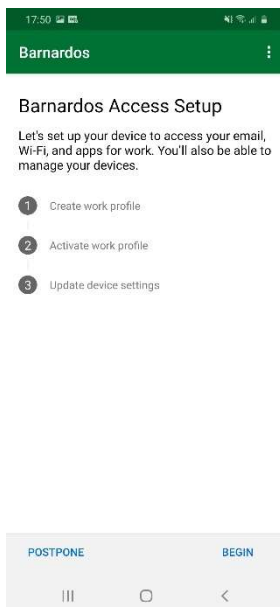 17:50
Barnardos
Barnardos Access Setup
Let's set up your device to access your email,
Wi-Fi, and apps for work. You'll also be able to
manage your devices.
1 Create work profile
2 Activate work profile
3 Update device settings
POSTPONE BEGIN